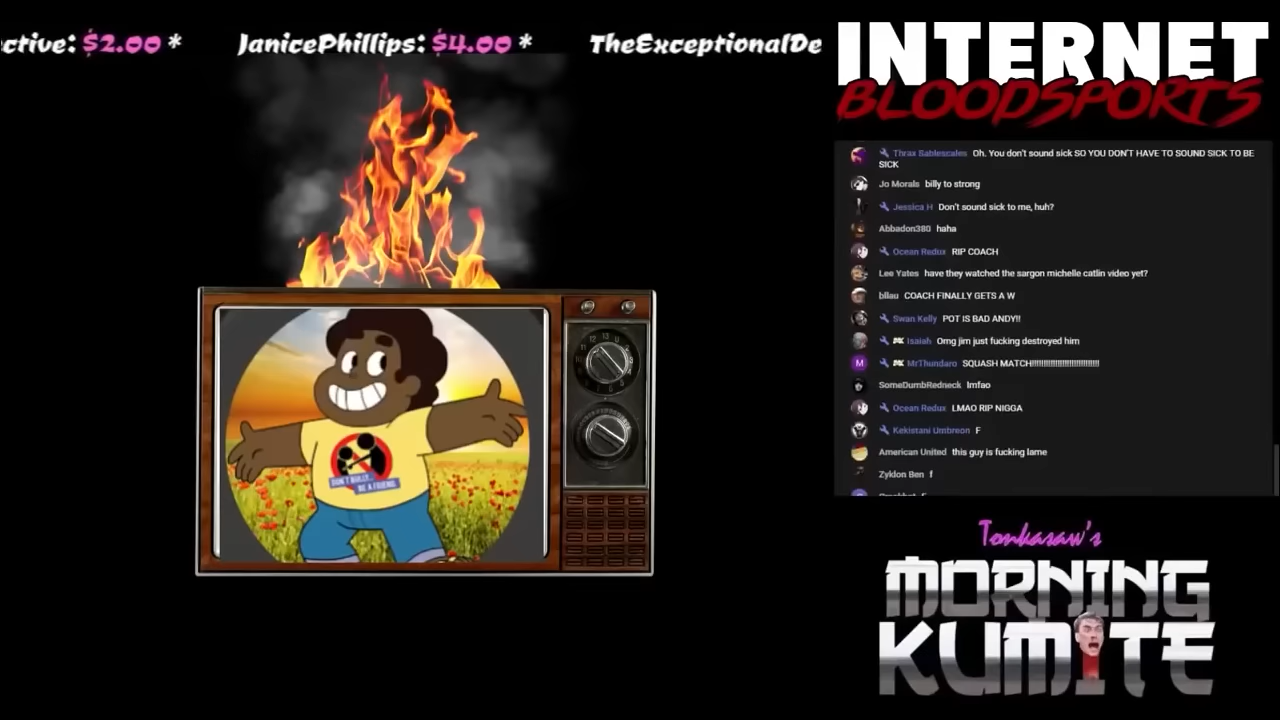 ctive: $2.00 * JanicePhillips: $4.00 * TheExceptionalDe
INTERNET
BLOODSPORTS
Thrax Sablescales Oh. You don't sound sick SO YOU DON'T HAVE TO SOUND SICK TO BE
SICK
Jo Morals billy to strong
Jessica H Don't sound sick to me, huh?
Abbadon380 haha
Ocean Redux RIP COACH
Lee Yates have they watched the sargon michelle catlin video yet?
bllau COACH FINALLY GETS A W
Swan Kelly POT IS BAD ANDY!!
Isaiah Omg jim just fucking destroyed him
M MrThundaro SQUASH MATCH!!!!!!!!!!!!!!!!!!!!!!!!!!!!!
SomeDumbRedneck lmfao
Ocean Redux LMAO RIP NIGGA
Kekistani Umbreon F
American United this guy is fucking lame
Zyklon Ben f
DON'T BULLY...
BE A FRIEND.
Tonkasaw's
MORNING
KUMITE